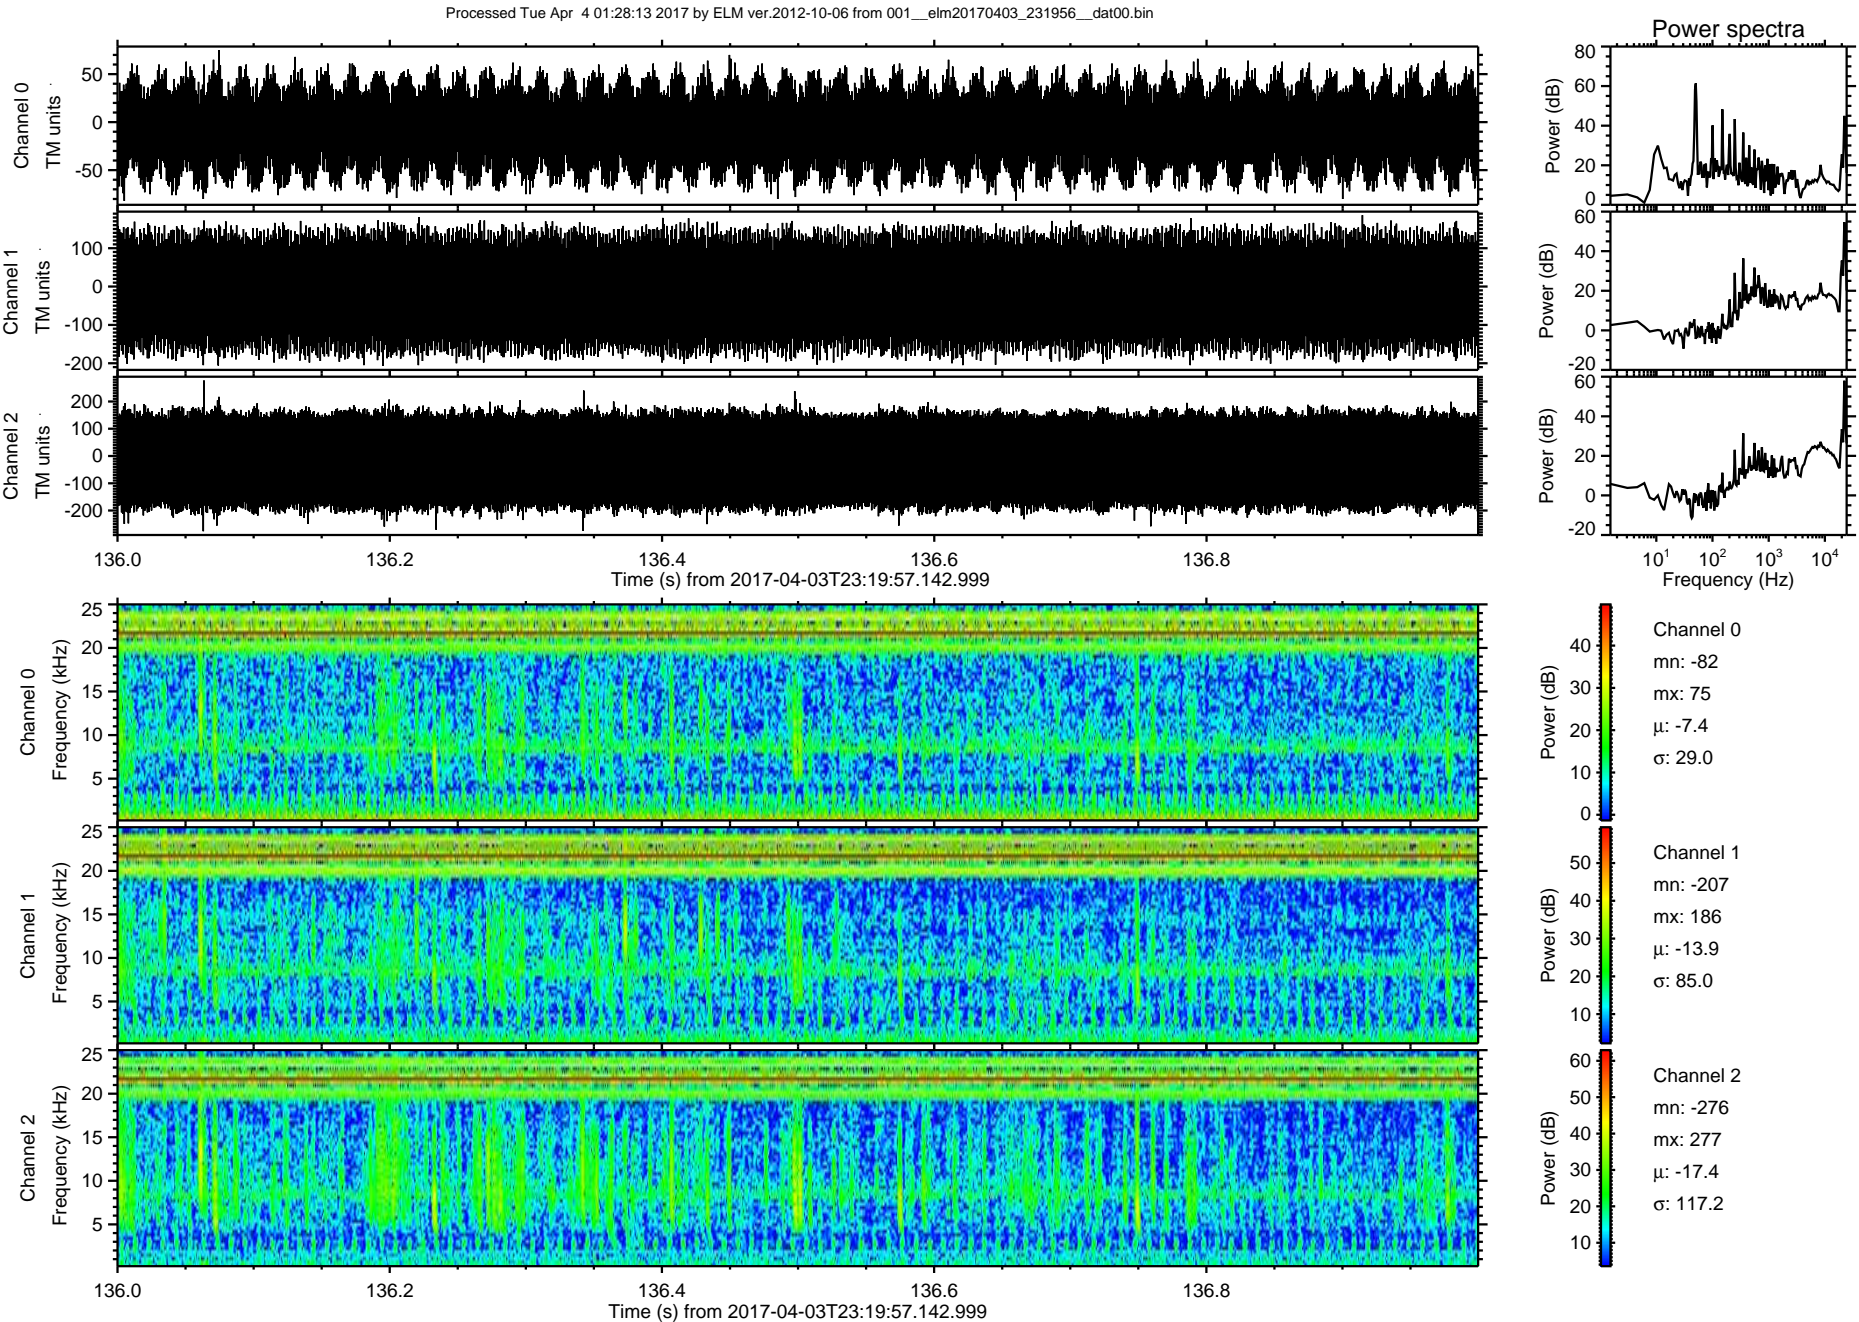 Processed Tue Apr  4 01:28:13 2017 by ELM ver.2012-10-06 from 001__elm20170403_231956__dat00.bin
Power spectra
Channel 0
TM units
50
0
-50
Power (dB)
80
60
40
20
0
Channel 1
TM units
100
0
-100
-200
Power (dB)
60
40
20
0
-20
Channel 2
TM units
200
100
0
-100
-200
Power (dB)
60
40
20
0
-20
136.0 136.2 136.4 136.6 136.8
Time (s) from 2017-04-03T23:19:57.142.999
10^1 10^2 10^3 10^4
Frequency (Hz)
Channel 0
Frequency (kHz)
25
20
15
10
5
Power (dB)
40
30
20
10
0
Channel 0
mn: -82
mx: 75
μ: -7.4
σ: 29.0
Channel 1
Frequency (kHz)
25
20
15
10
5
Power (dB)
50
40
30
20
10
Channel 1
mn: -207
mx: 186
μ: -13.9
σ: 85.0
Channel 2
Frequency (kHz)
25
20
15
10
5
Power (dB)
60
50
40
30
20
10
Channel 2
mn: -276
mx: 277
μ: -17.4
σ: 117.2
136.0 136.2 136.4 136.6 136.8
Time (s) from 2017-04-03T23:19:57.142.999